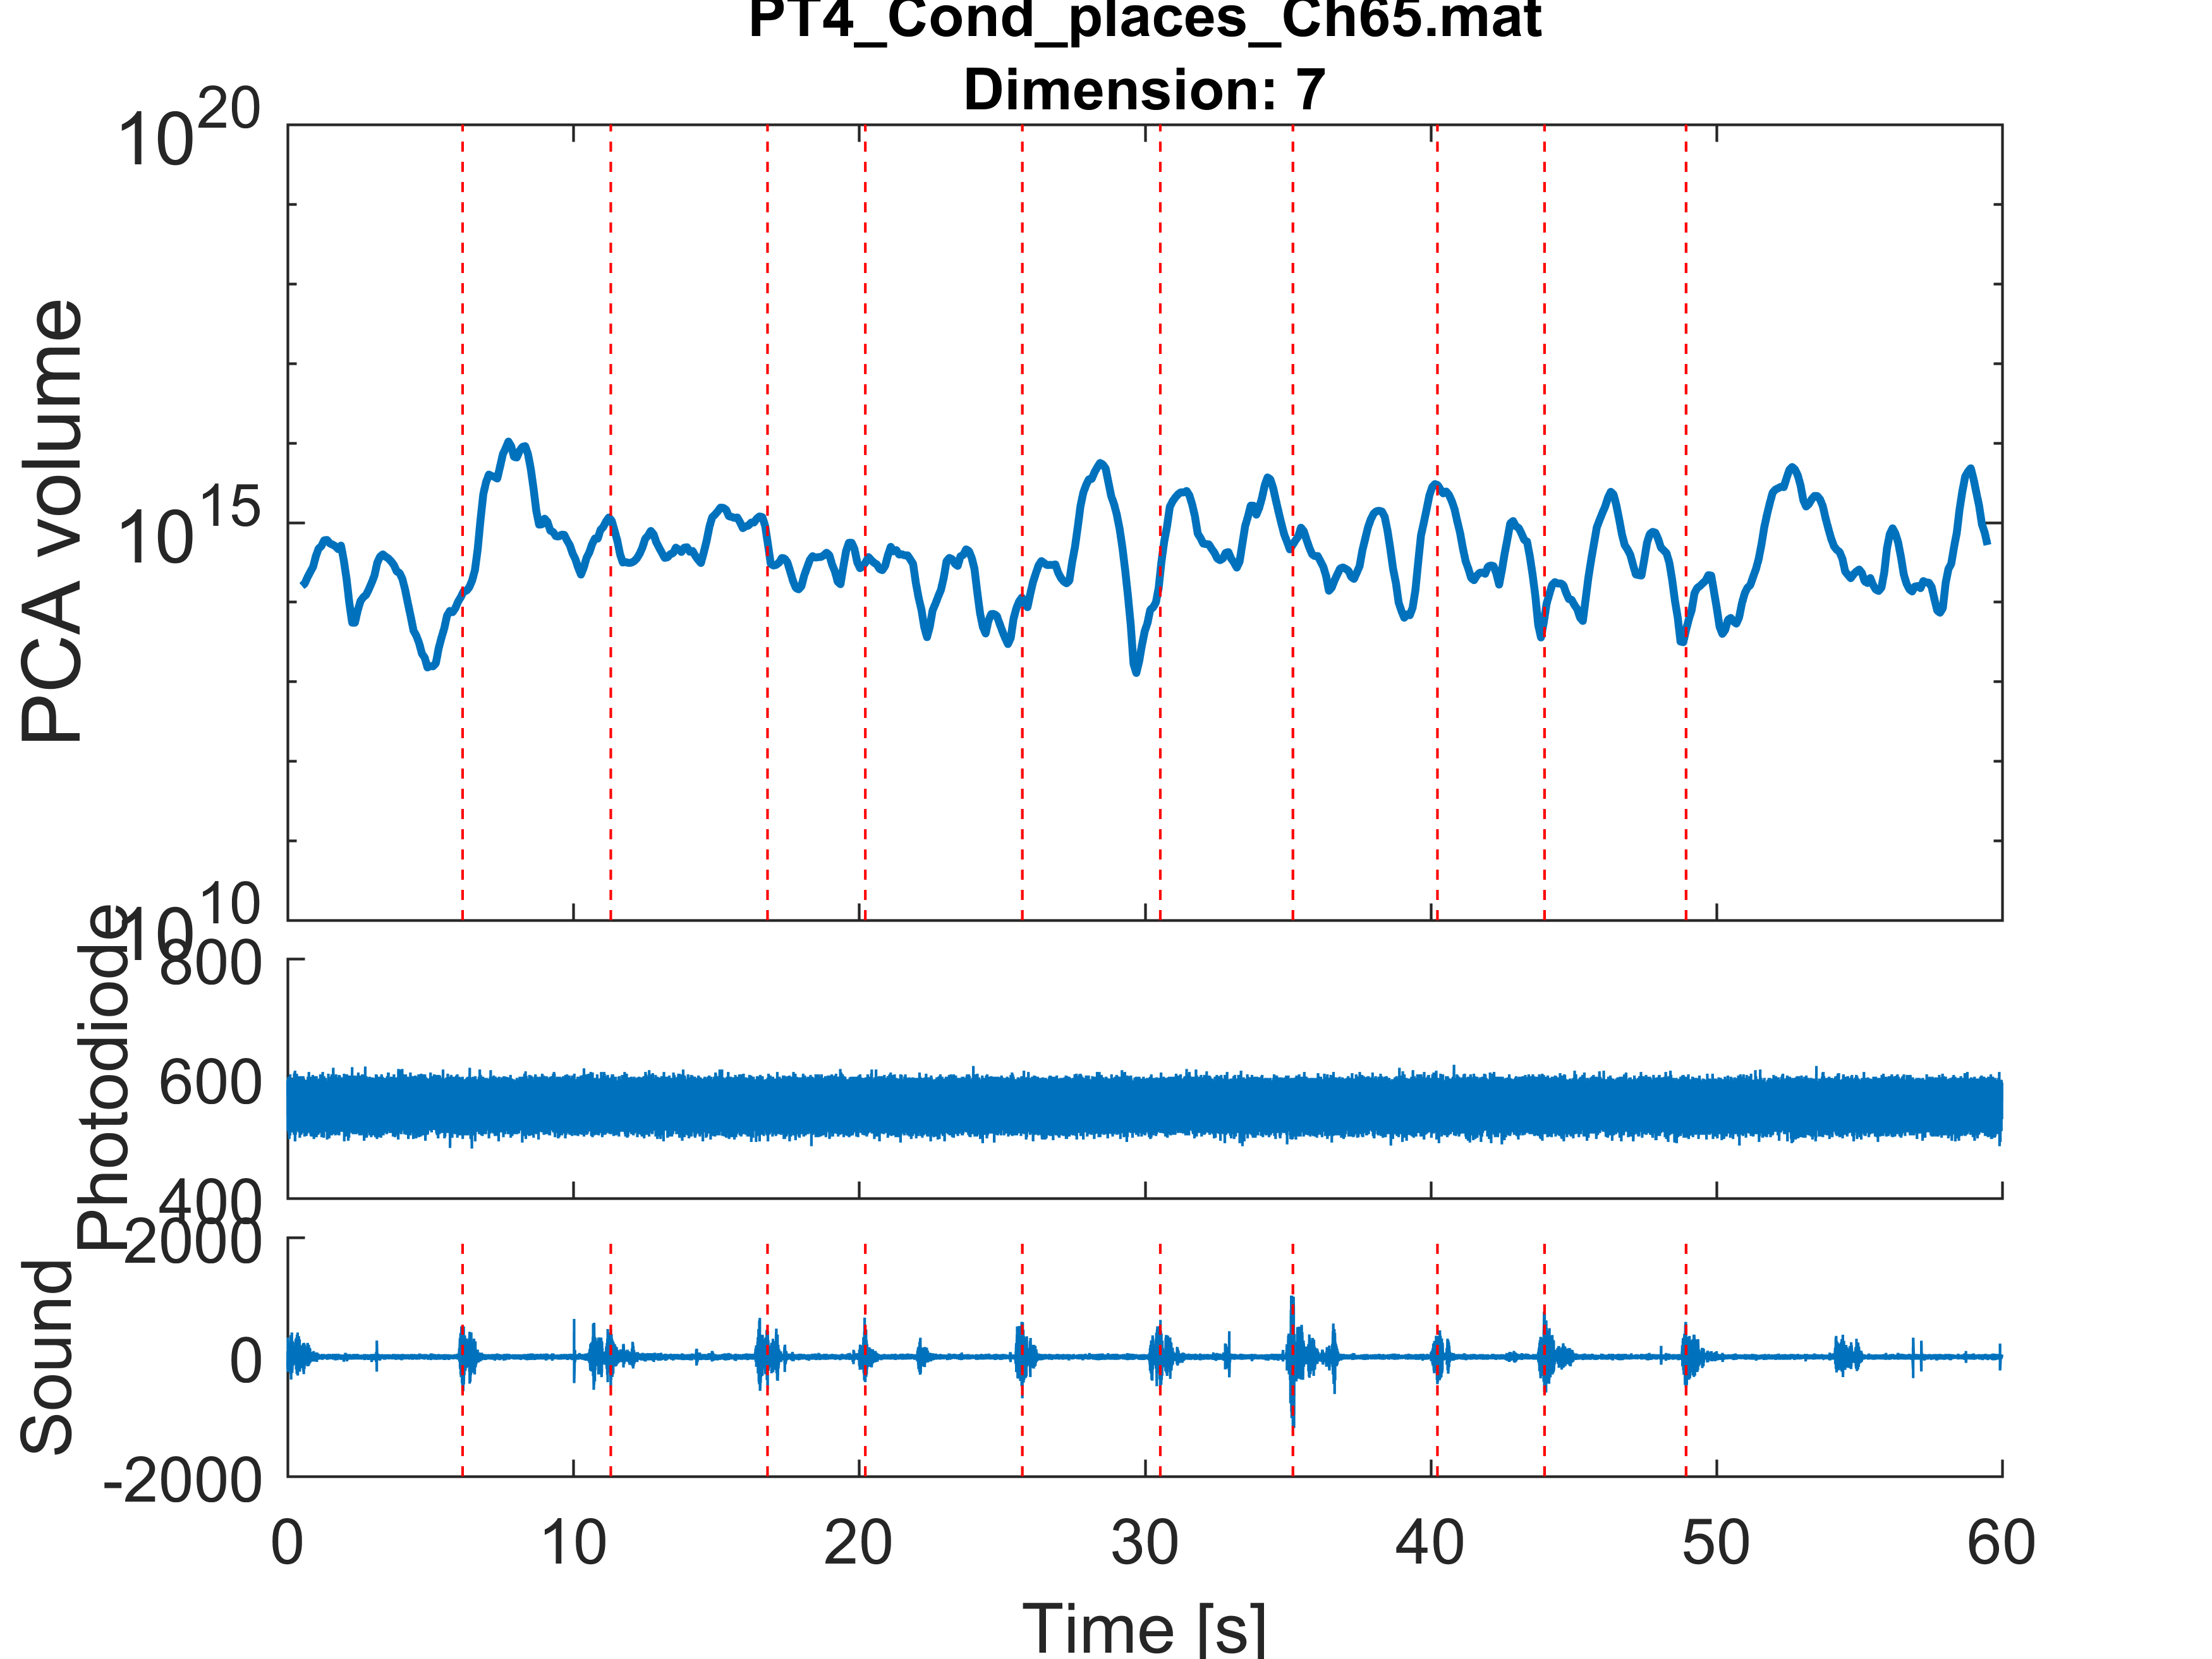 PT4_Cond_places_Ch65.mat
Dimension: 7
10^20
10^15
10^10
PCA volume
800
600
400
Photodiode
2000
0
-2000
Sound
0 10 20 30 40 50 60
Time [s]